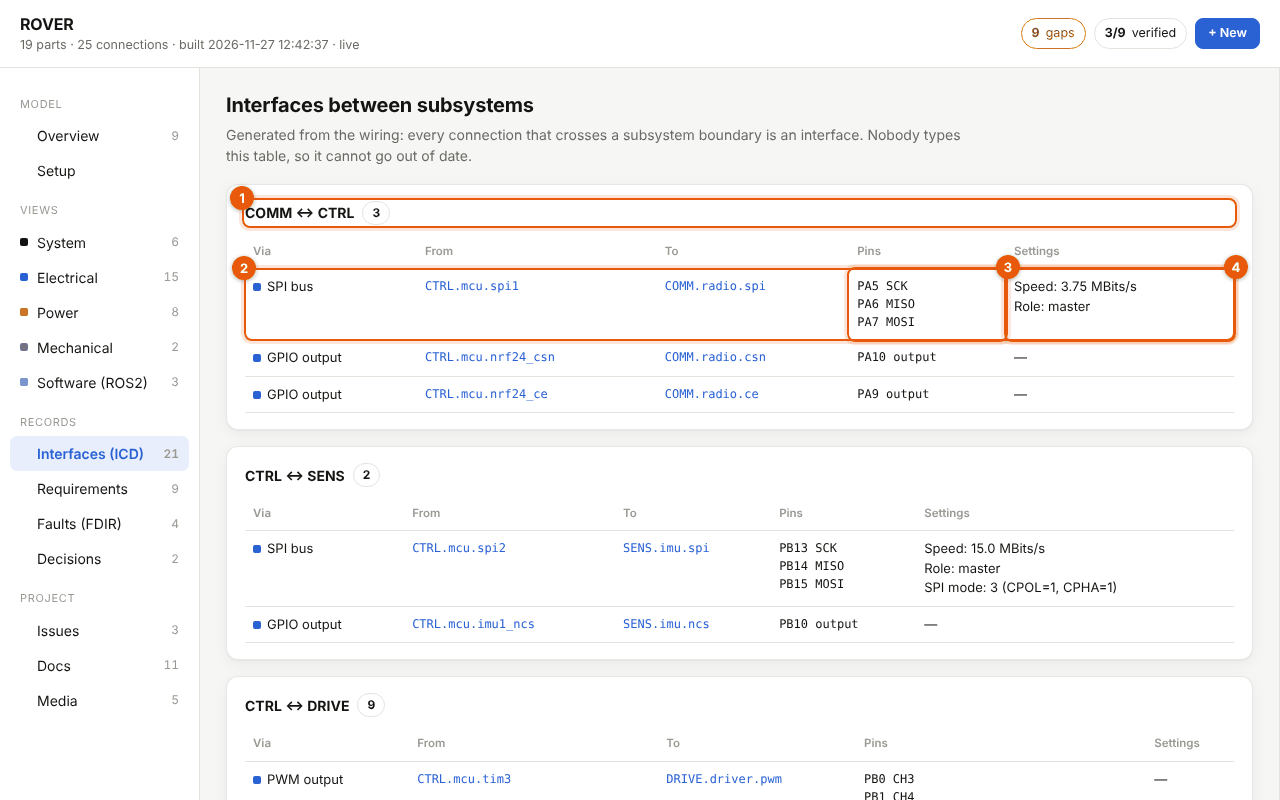 ROVER
19 parts · 25 connections · built 2026-11-27 12:42:37 · live
9 gaps
3/9 verified
+ New
MODEL
Overview 9
Setup
VIEWS
System 6
Electrical 15
Power 8
Mechanical 2
Software (ROS2) 3
RECORDS
Interfaces (ICD) 21
Requirements 9
Faults (FDIR) 4
Decisions 2
PROJECT
Issues 3
Docs 11
Media 5
Interfaces between subsystems
Generated from the wiring: every connection that crosses a subsystem boundary is an interface. Nobody types
this table, so it cannot go out of date.
1
COMM ↔ CTRL 3
Via From To Pins Settings
2 3 4
SPI bus CTRL.mcu.spi1 COMM.radio.spi PA5 SCK Speed: 3.75 MBits/s
PA6 MISO Role: master
PA7 MOSI
GPIO output CTRL.mcu.nrf24_csn COMM.radio.csn PA10 output —
GPIO output CTRL.mcu.nrf24_ce COMM.radio.ce PA9 output —
CTRL ↔ SENS 2
Via From To Pins Settings
SPI bus CTRL.mcu.spi2 SENS.imu.spi PB13 SCK Speed: 15.0 MBits/s
PB14 MISO Role: master
PB15 MOSI SPI mode: 3 (CPOL=1, CPHA=1)
GPIO output CTRL.mcu.imu1_ncs SENS.imu.ncs PB10 output —
CTRL ↔ DRIVE 9
Via From To Pins Settings
PWM output CTRL.mcu.tim3 DRIVE.driver.pwm PB0 CH3 —
PB1 CH4